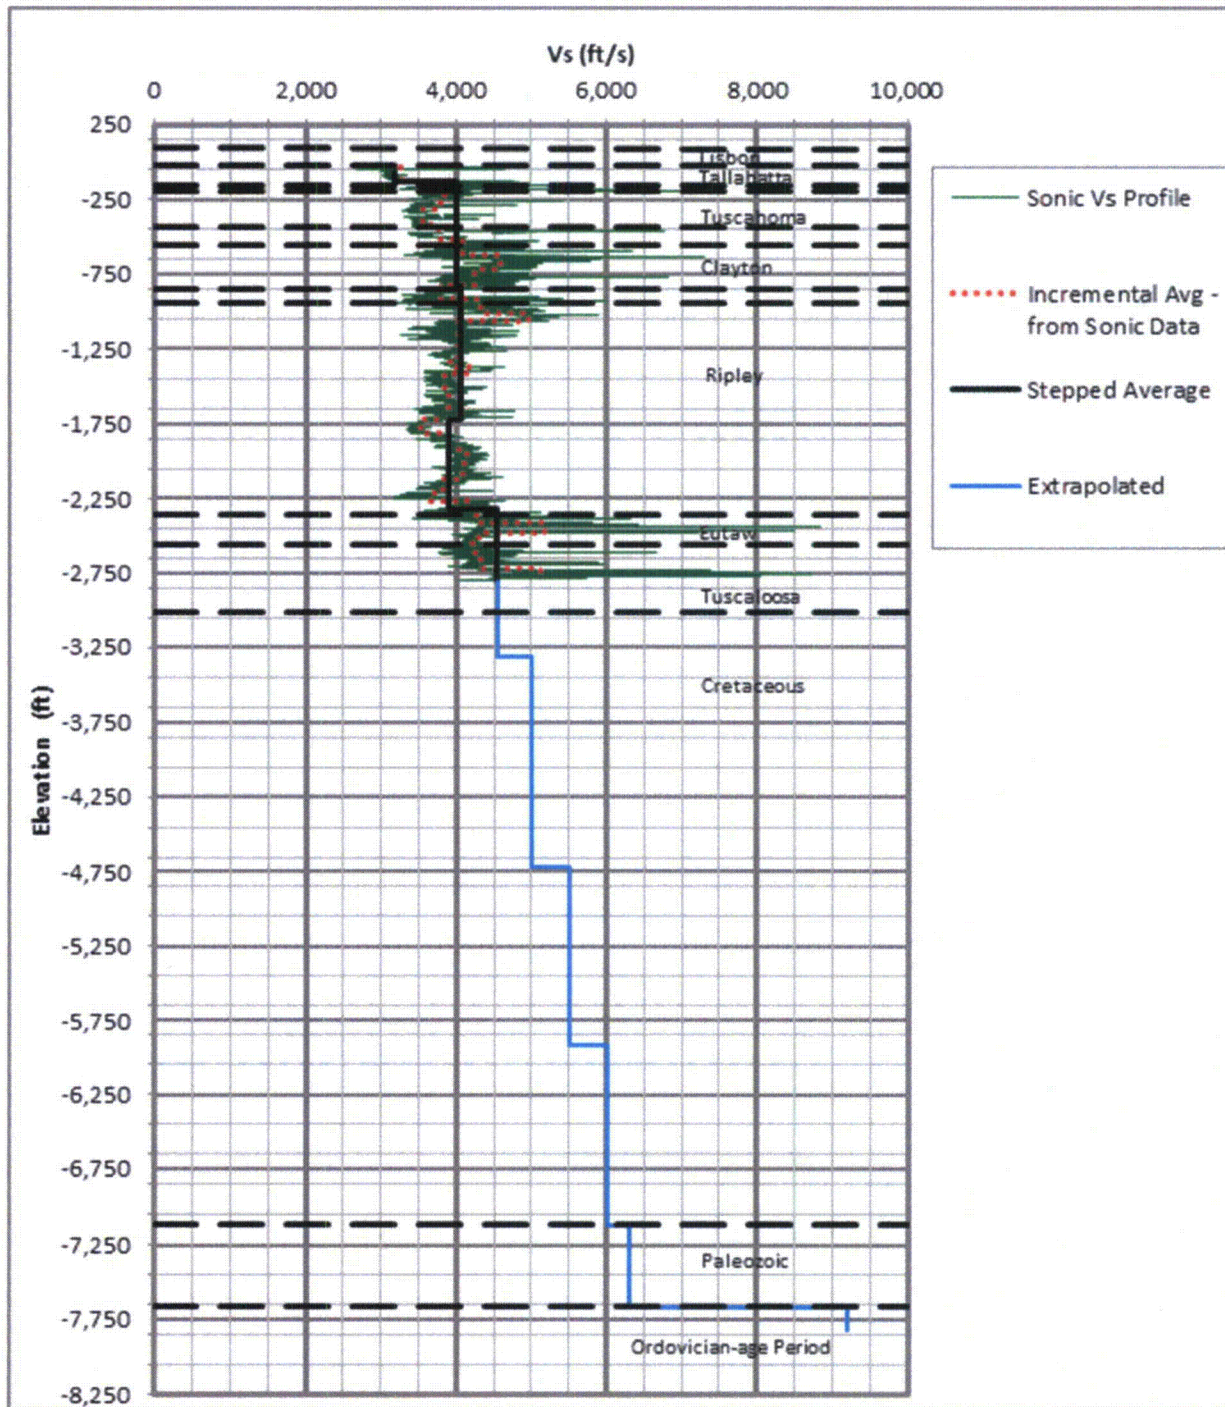 Vs (ft/s)
0 2,000 4,000 6,000 8,000 10,000
250
-250
-750
-1,250
-1,750
-2,250
-2,750
-3,250
-3,750
-4,250
-4,750
-5,250
-5,750
-6,250
-6,750
-7,250
-7,750
-8,250
Elevation (ft)
Lisbon
Tallahatta
Tuscahoma
Clayton
Ripley
Eutaw
Tuscaloosa
Cretaceous
Paleozoic
Ordovician-age Period
Sonic Vs Profile
Incremental Avg -
from Sonic Data
Stepped Average
Extrapolated